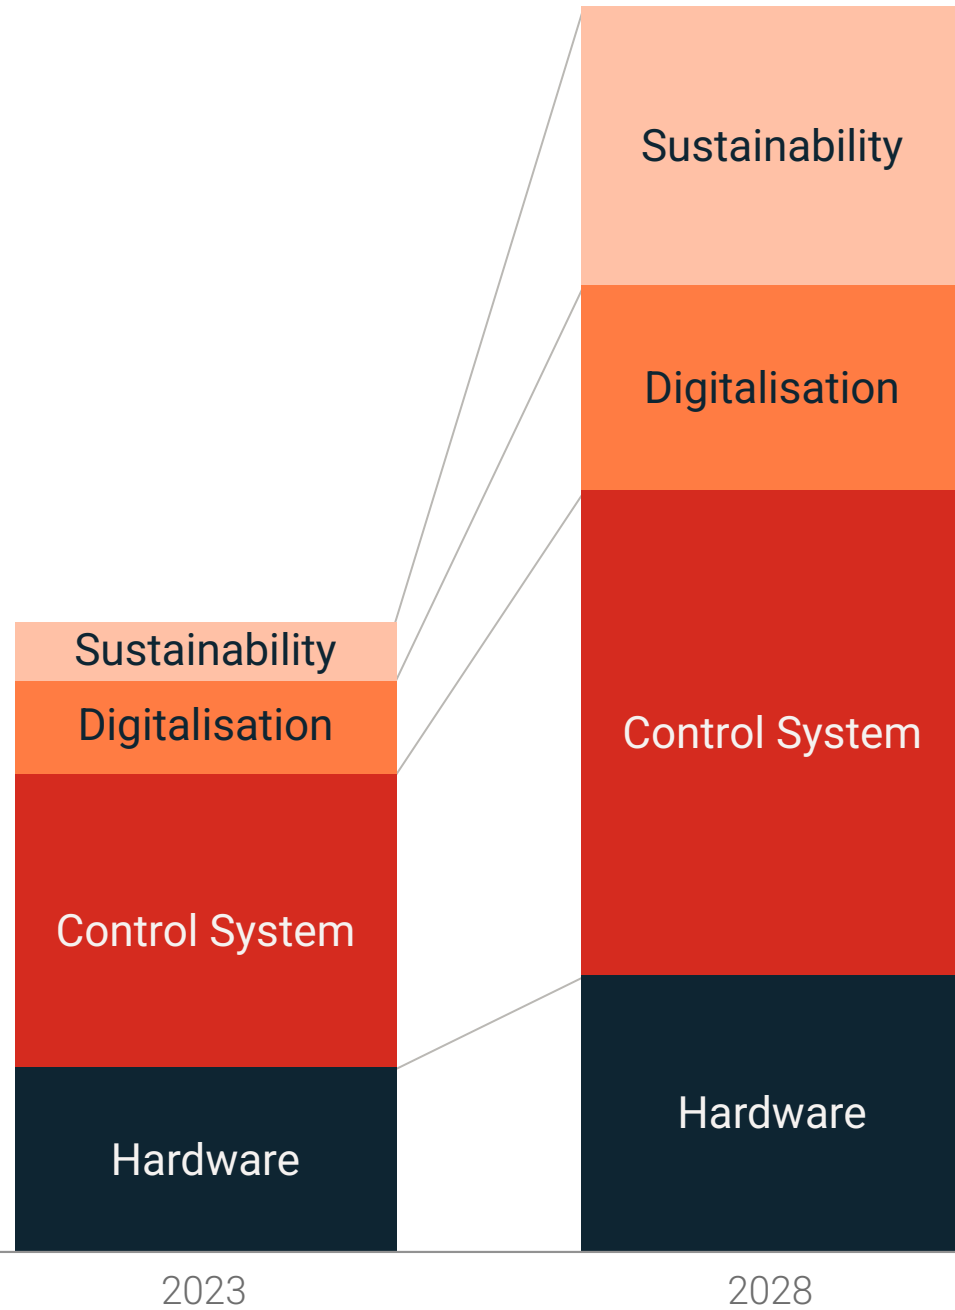 Sustainability
Digitalisation
Control System
Hardware
2023
Sustainability
Digitalisation
Control System
Hardware
2028